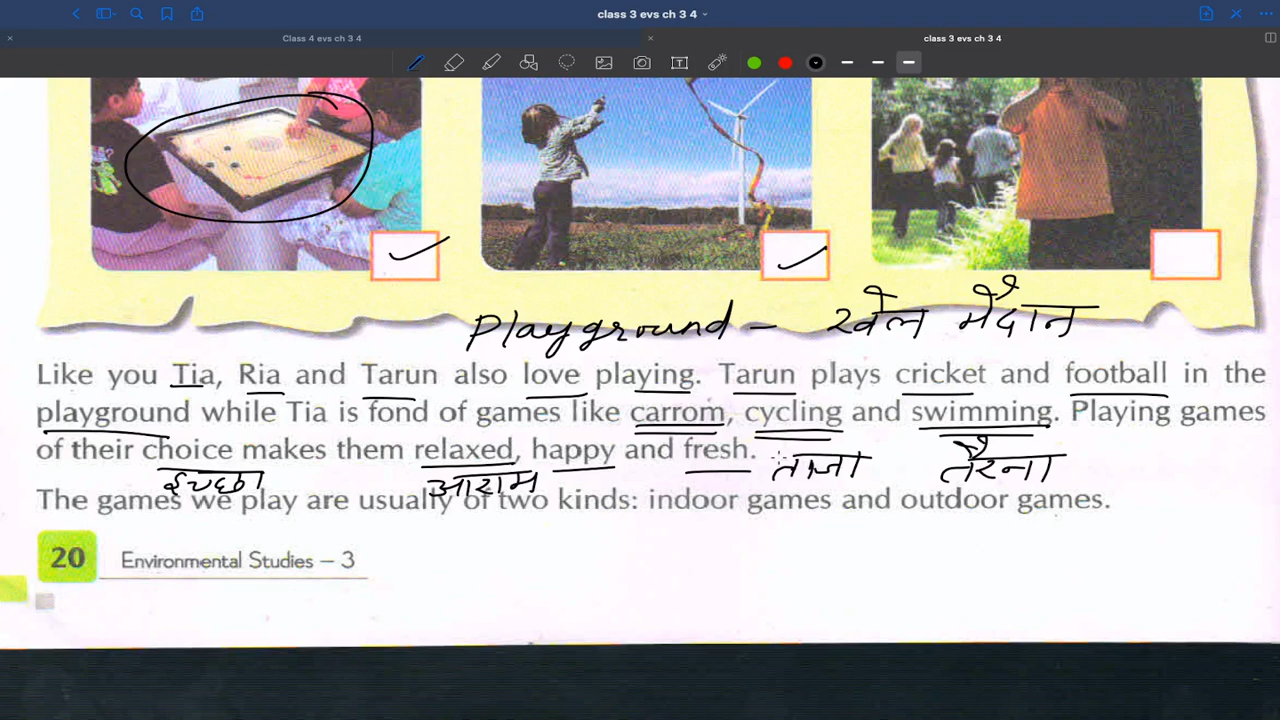 class 3 evs ch 3 4
Class 4 evs ch 3 4
class 3 evs ch 3 4
T
Playground - खेल मैदान
Like you Tia, Ria and Tarun also love playing. Tarun plays cricket and football in the
playground while Tia is fond of games like carrom, cycling and swimming. Playing games
of their choice makes them relaxed, happy and fresh. ताजा तैरना
इच्छा आराम
The games we play are usually of two kinds: indoor games and outdoor games.
20 Environmental Studies – 3